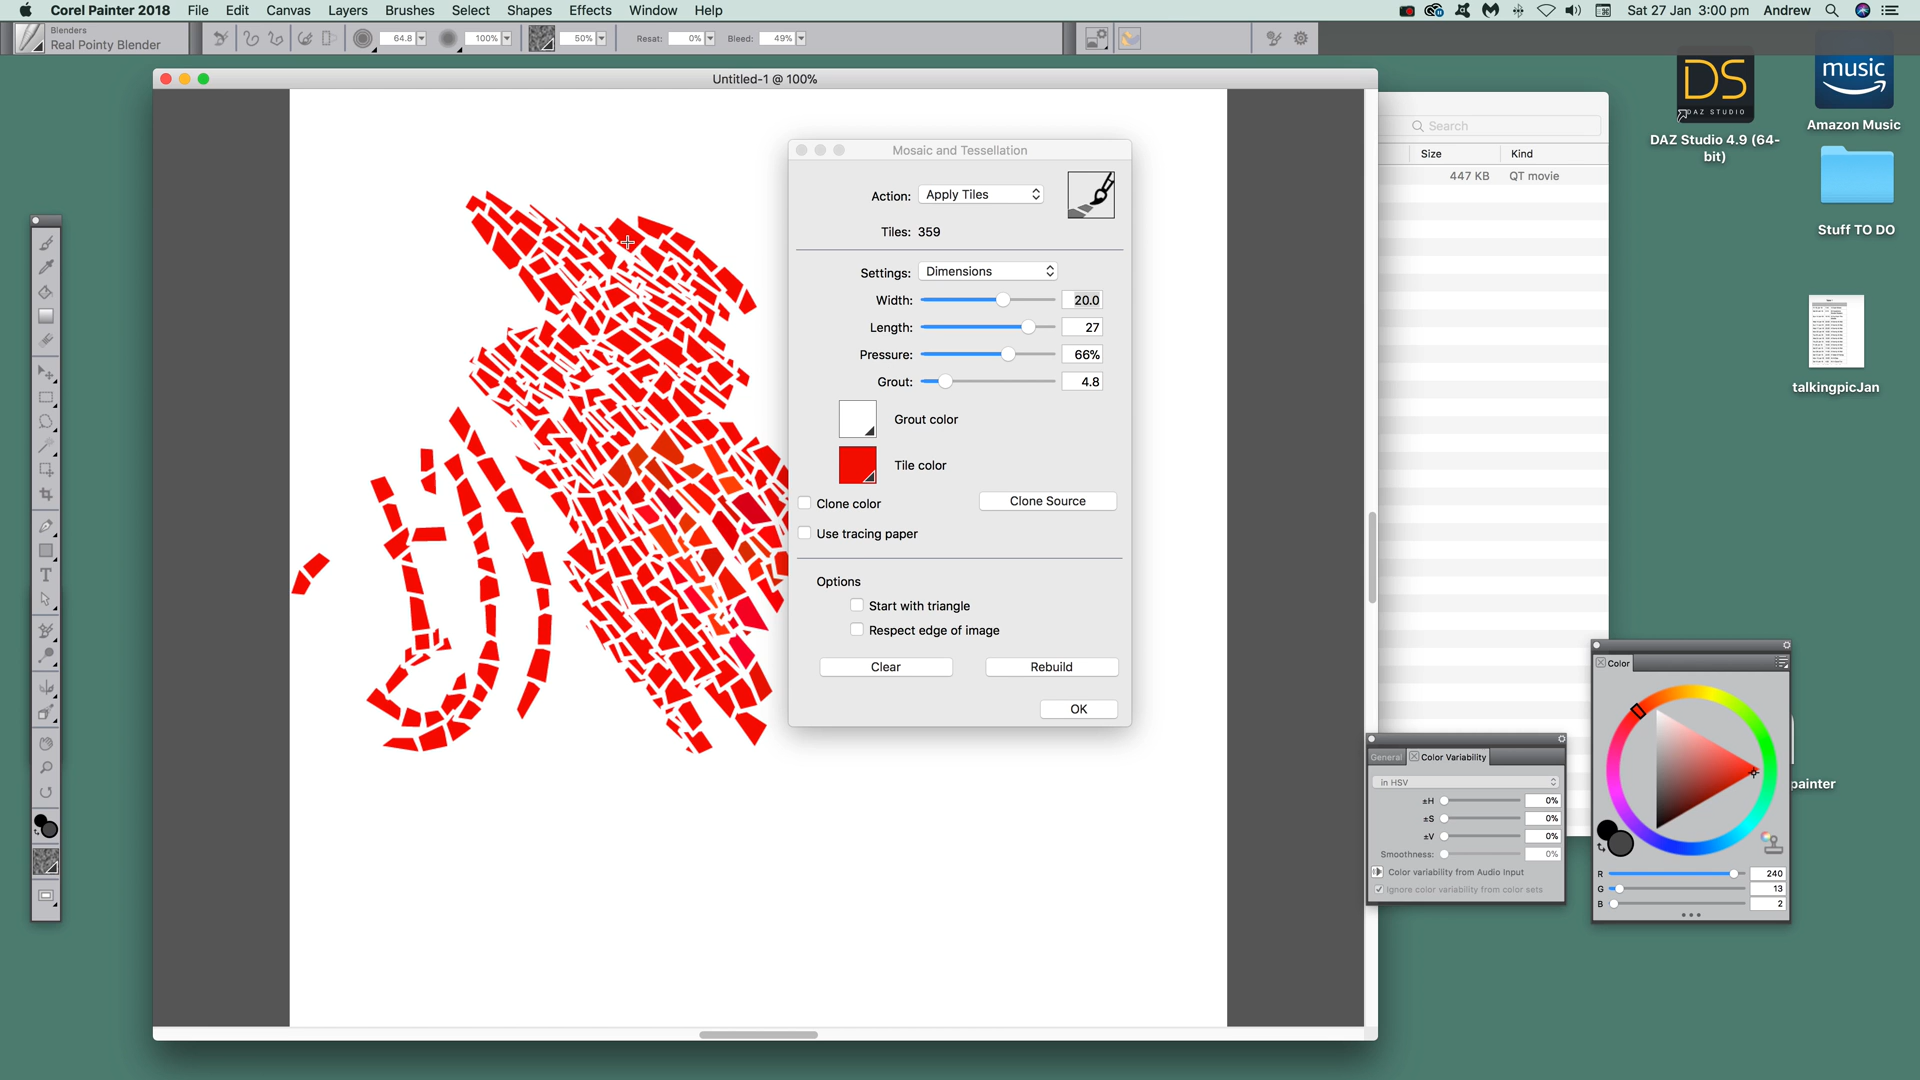 Corel Painter 2018 File Edit Canvas Layers Brushes Select Shapes Effects Window Help
Sat 27 Jan 3:00 pm Andrew
Blenders
Real Pointy Blender
64.8
100%
50%
Resat: 0%
Bleed: 49%
Untitled-1 @ 100%
Mosaic and Tessellation
Action: Apply Tiles
Tiles: 359
Settings: Dimensions
Width: 20.0
Length: 27
Pressure: 66%
Grout: 4.8
Grout color
Tile color
Clone color
Clone Source
Use tracing paper
Options
Start with triangle
Respect edge of image
Clear
Rebuild
OK
Search
Size
Kind
447 KB
QT movie
DS
DAZ STUDIO
DAZ Studio 4.9 (64-
bit)
music
Amazon Music
Stuff TO DO
talkingpicJan
painter
General
Color Variability
in HSV
±H 0%
±S 0%
±V 0%
Smoothness: 0%
Color variability from Audio Input
Ignore color variability from color sets
Color
R 240
G 13
B 2